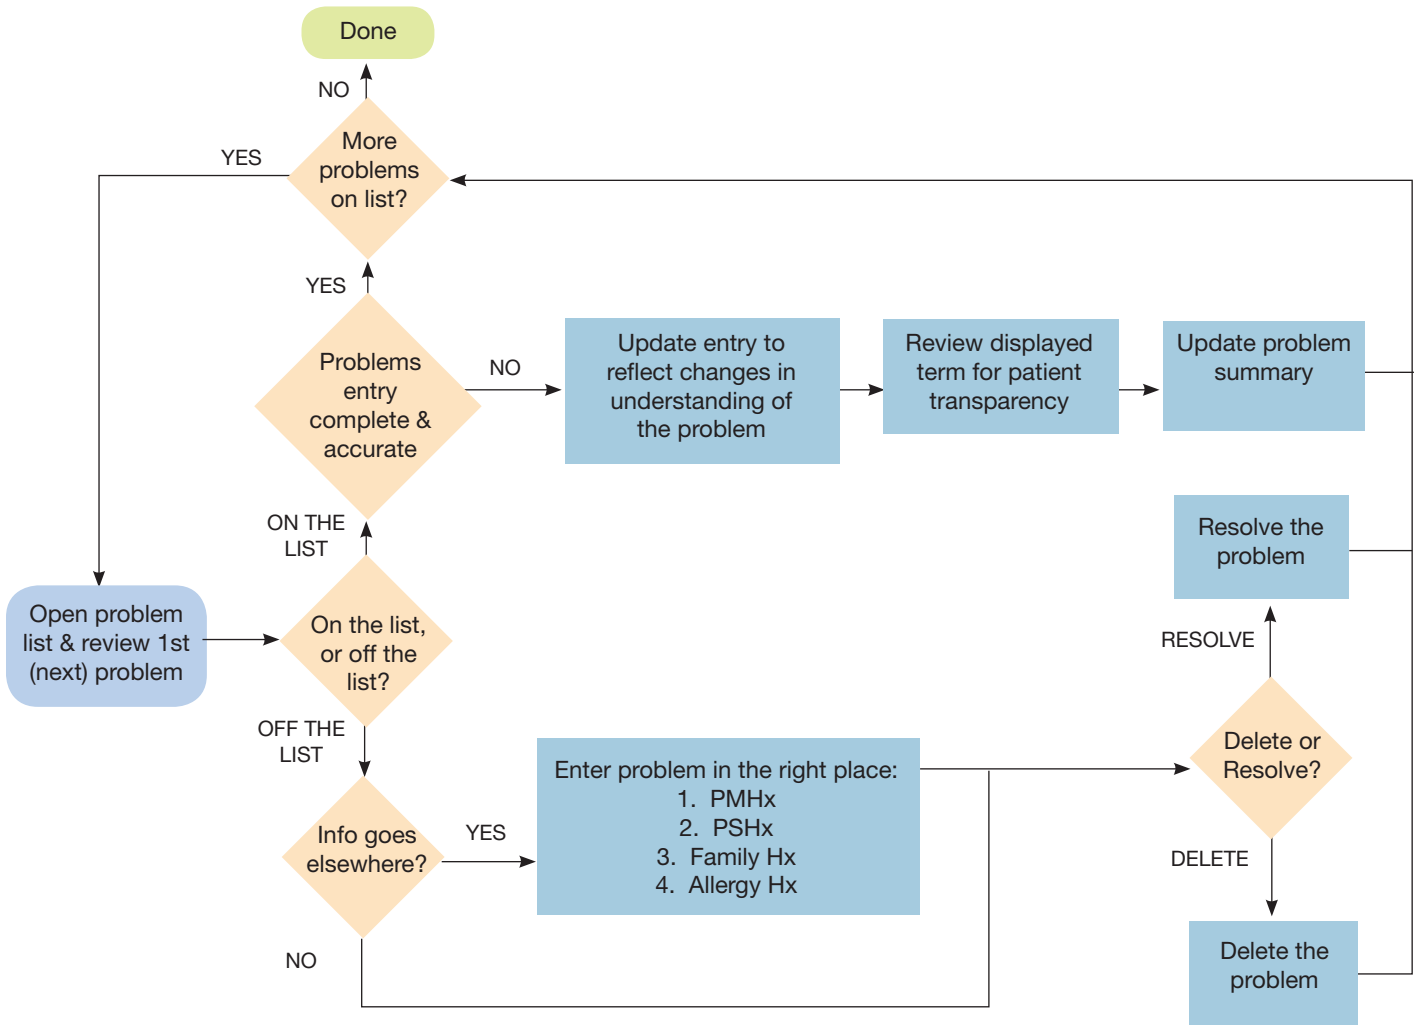 Done
NO
More
problems
on list?
YES
YES
Problems
entry
complete &
accurate
NO
Update entry to
reflect changes in
understanding of
the problem
Review displayed
term for patient
transparency
Update problem
summary
ON THE
LIST
Open problem
list & review 1st
(next) problem
On the list,
or off the
list?
OFF THE
LIST
Info goes
elsewhere?
YES
NO
Enter problem in the right place:
1. PMHx
2. PSHx
3. Family Hx
4. Allergy Hx
Delete or
Resolve?
RESOLVE
Resolve the
problem
DELETE
Delete the
problem